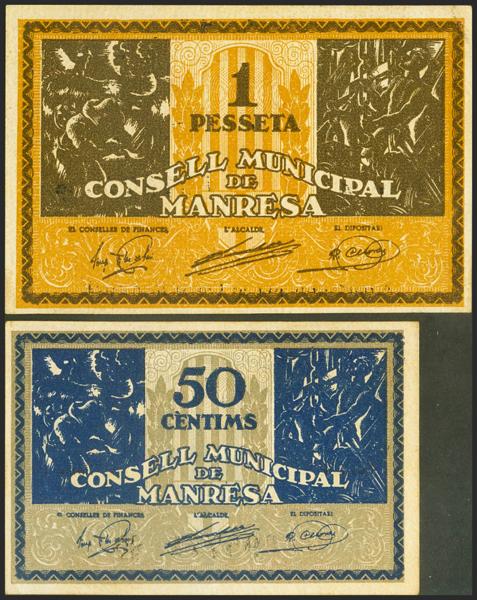 1
PESSETA
CONSELL MUNICIPAL
DE
MANRESA
EL CONSELLER DE FINANCES, L'ALCALDE, EL DIPOSITARI
50
CÈNTIMS
CONSELL MUNICIPAL
DE
MANRESA
EL CONSELLER DE FINANCES, L'ALCALDE, EL DIPOSITARI